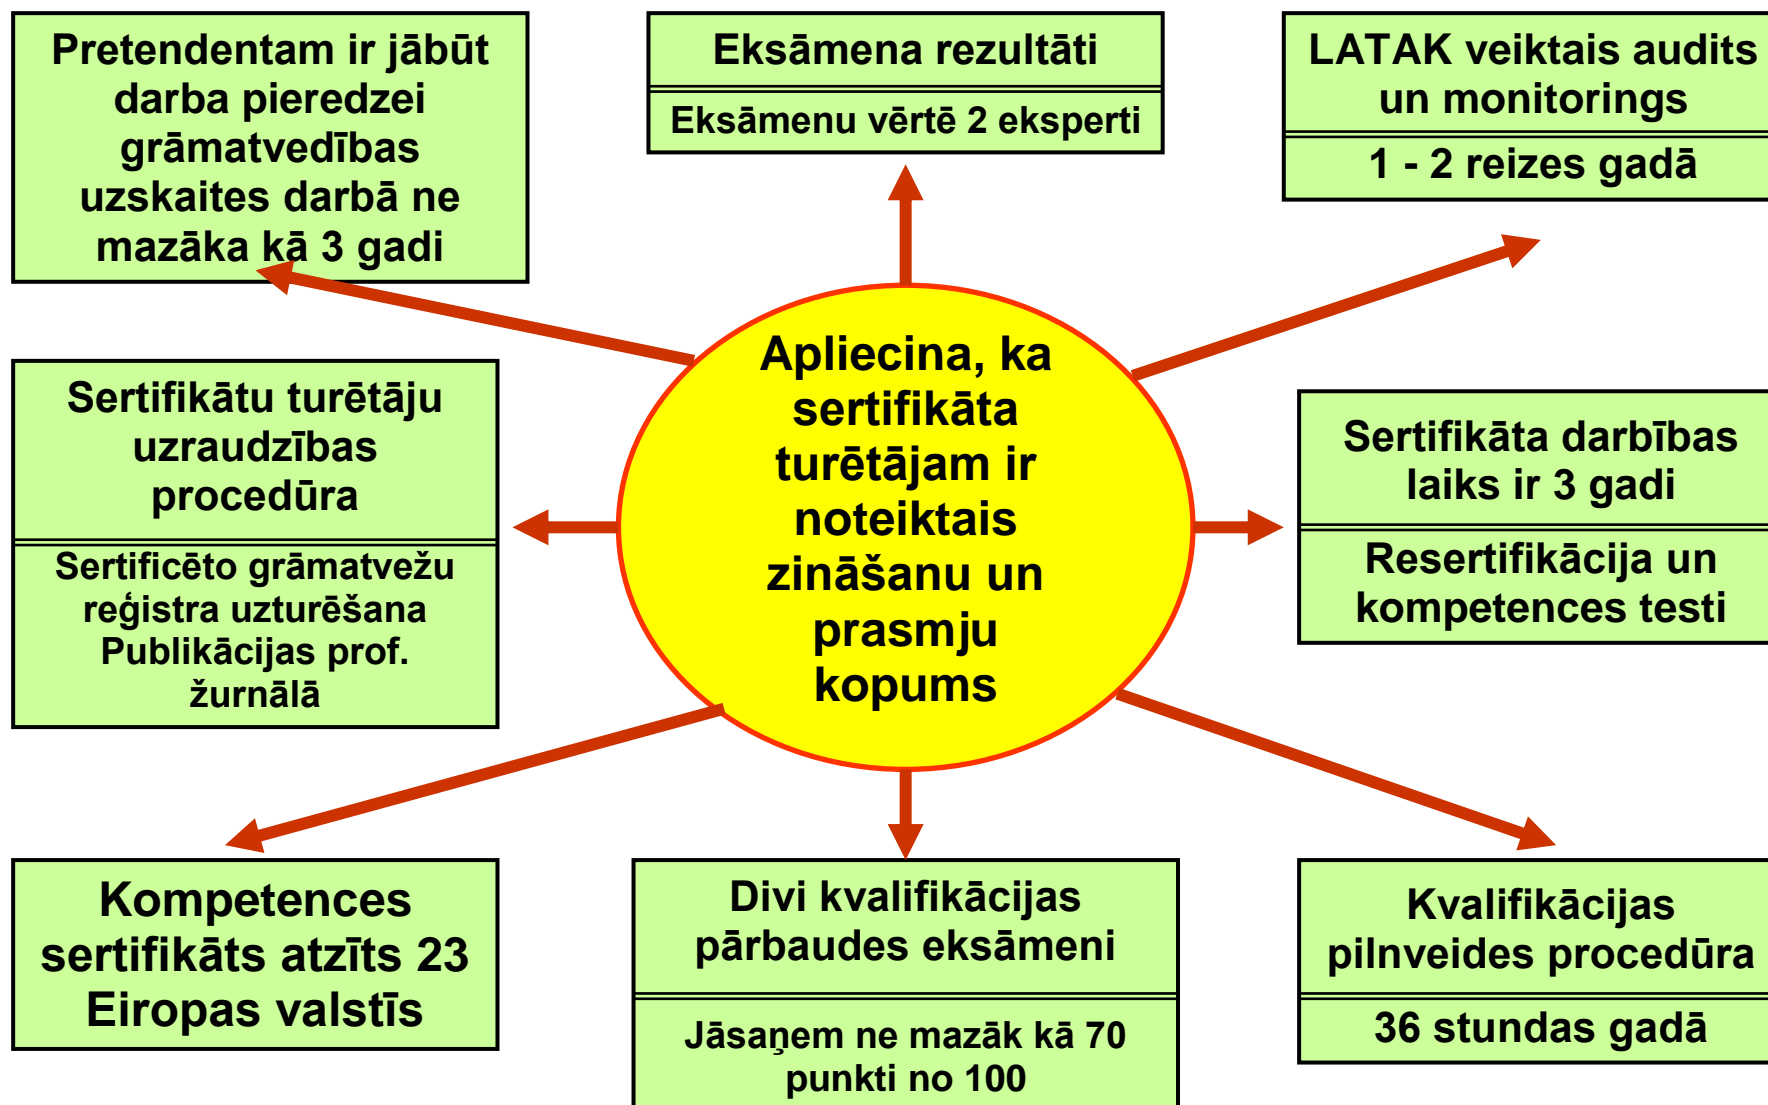 Pretendentam ir jābūt
darba pieredzei
grāmatvedības
uzskaites darbā ne
mazāka kā 3 gadi
Eksāmena rezultāti
Eksāmenu vērtē 2 eksperti
LATAK veiktais audits
un monitorings
1 - 2 reizes gadā
Apliecina, ka
sertifikāta
turētājam ir
noteiktais
zināšanu un
prasmju
kopums
Sertifikātu turētāju
uzraudzības
procedūra
Sertificēto grāmatvežu
reģistra uzturēšana
Publikācijas prof.
žurnālā
Sertifikāta darbības
laiks ir 3 gadi
Resertifikācija un
kompetences testi
Kompetences
sertifikāts atzīts 23
Eiropas valstīs
Divi kvalifikācijas
pārbaudes eksāmeni
Jāsaņem ne mazāk kā 70
punkti no 100
Kvalifikācijas
pilnveides procedūra
36 stundas gadā